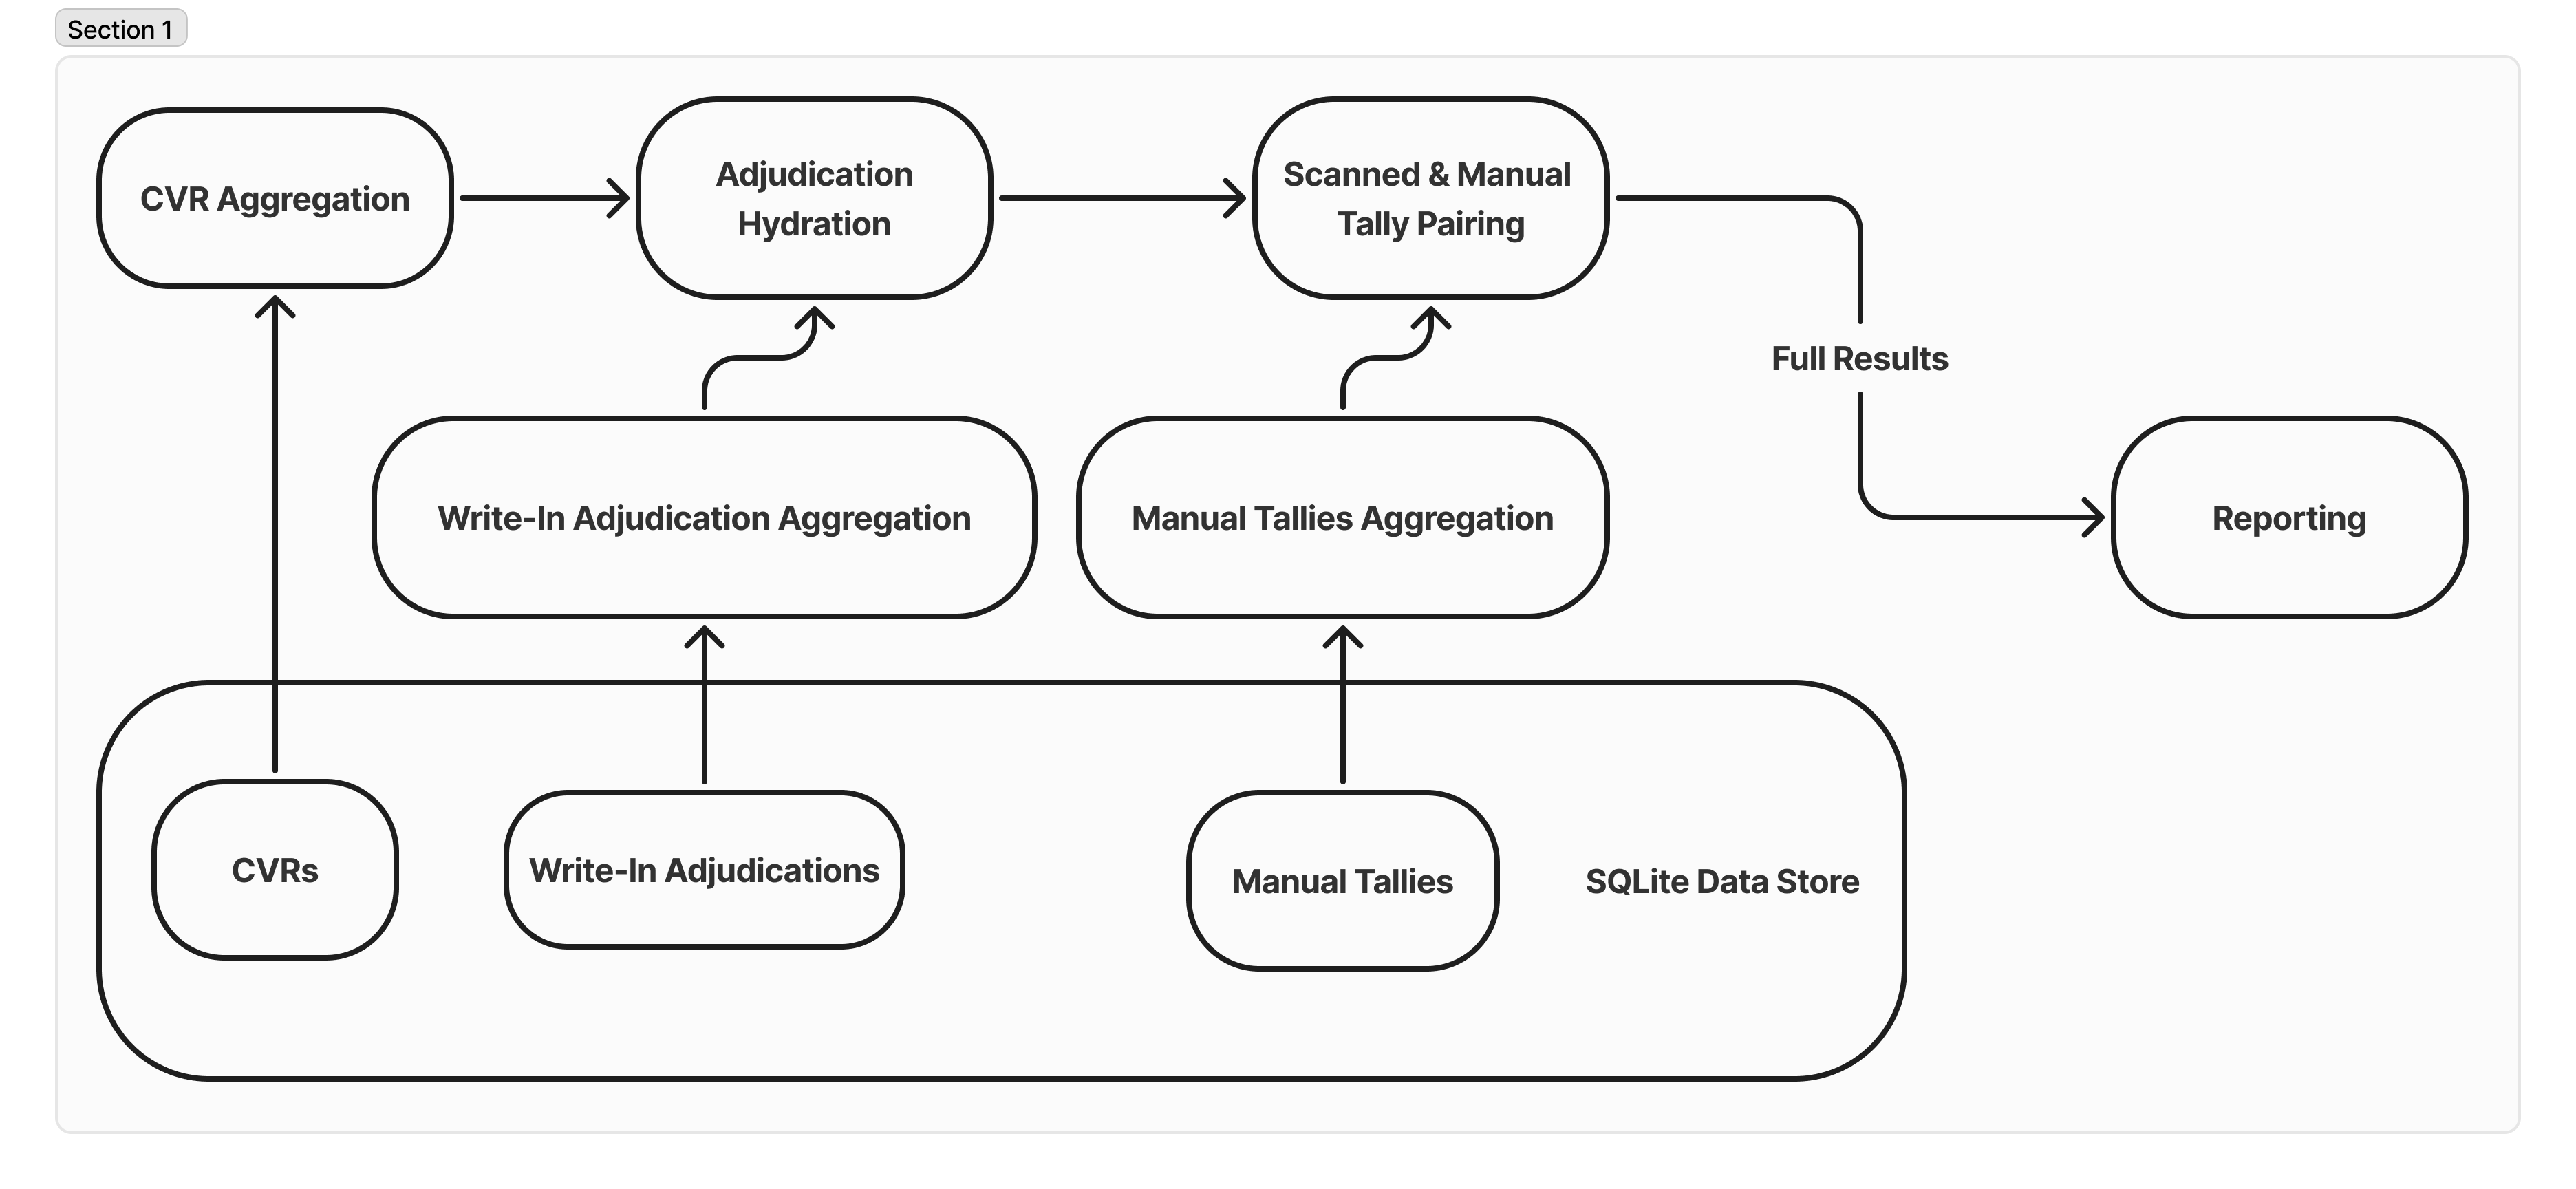 Section 1
CVR Aggregation
Adjudication
Hydration
Scanned & Manual
Tally Pairing
Full Results
Write-In Adjudication Aggregation
Manual Tallies Aggregation
Reporting
CVRs
Write-In Adjudications
Manual Tallies
SQLite Data Store